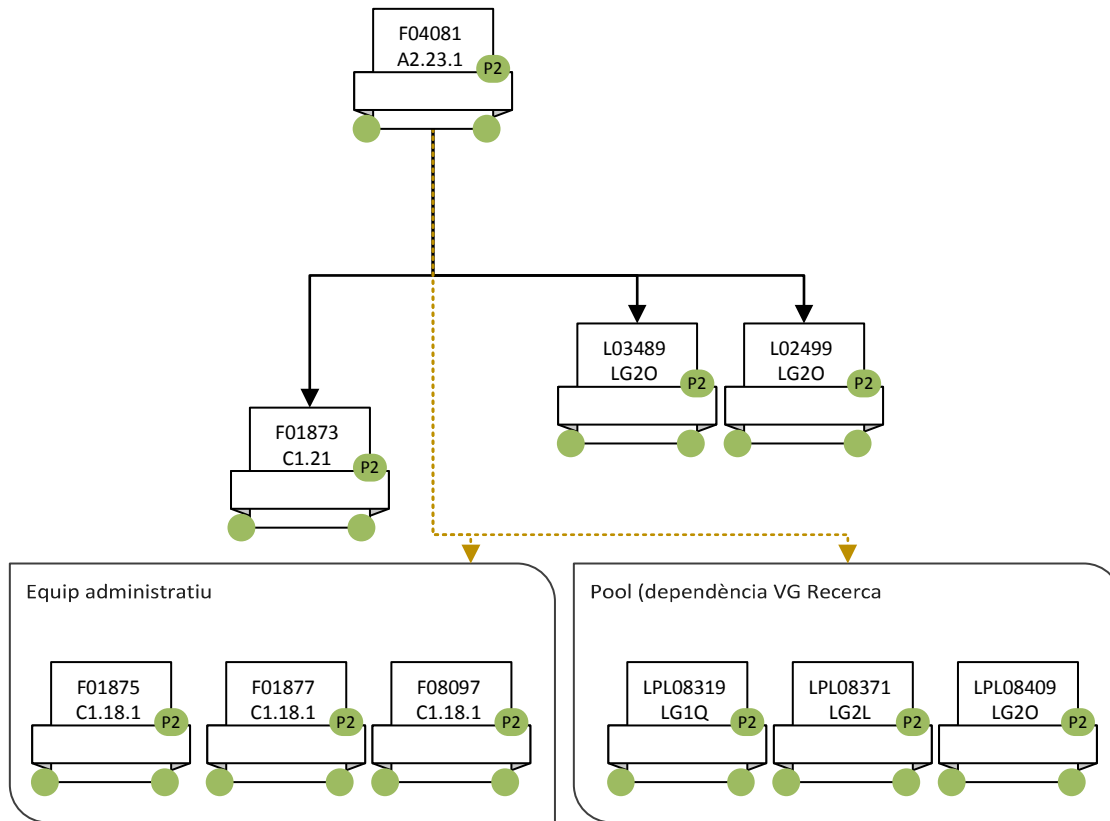 F04081
A2.23.1
P2
L03489
LG2O
P2
L02499
LG2O
P2
F01873
C1.21
P2
Equip administratiu
F01875
C1.18.1
P2
F01877
C1.18.1
P2
F08097
C1.18.1
P2
Pool (dependència VG Recerca
LPL08319
LG1Q
P2
LPL08371
LG2L
P2
LPL08409
LG2O
P2